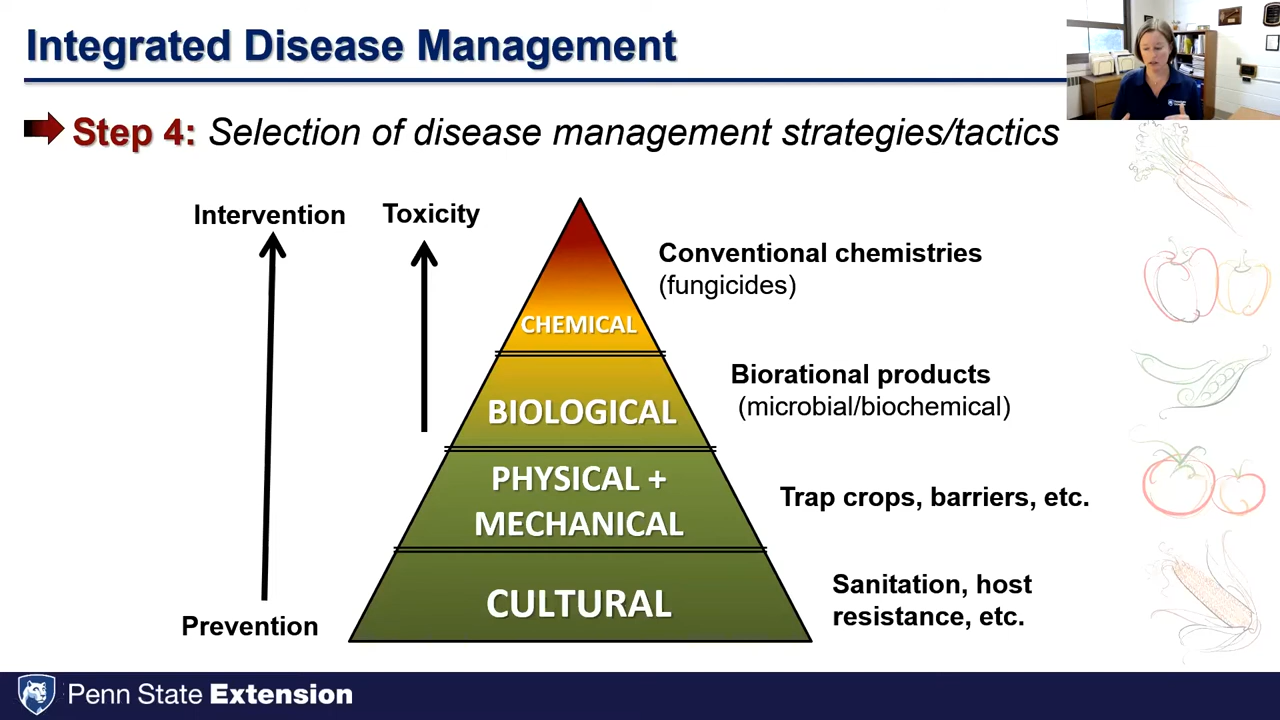 Integrated Disease Management
Step 4: Selection of disease management strategies/tactics
Intervention
Toxicity
Prevention
CHEMICAL
BIOLOGICAL
PHYSICAL +
MECHANICAL
CULTURAL
Conventional chemistries
(fungicides)
Biorational products
(microbial/biochemical)
Trap crops, barriers, etc.
Sanitation, host
resistance, etc.
Penn State Extension